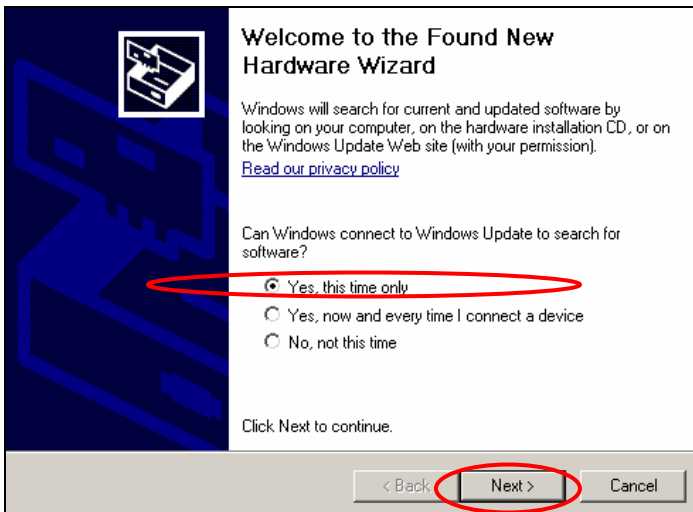 Welcome to the Found New
Hardware Wizard
Windows will search for current and updated software by
looking on your computer, on the hardware installation CD, or on
the Windows Update Web site (with your permission).
Read our privacy policy
Can Windows connect to Windows Update to search for
software?
Yes, this time only
Yes, now and every time I connect a device
No, not this time
Click Next to continue.
< Back
Next >
Cancel